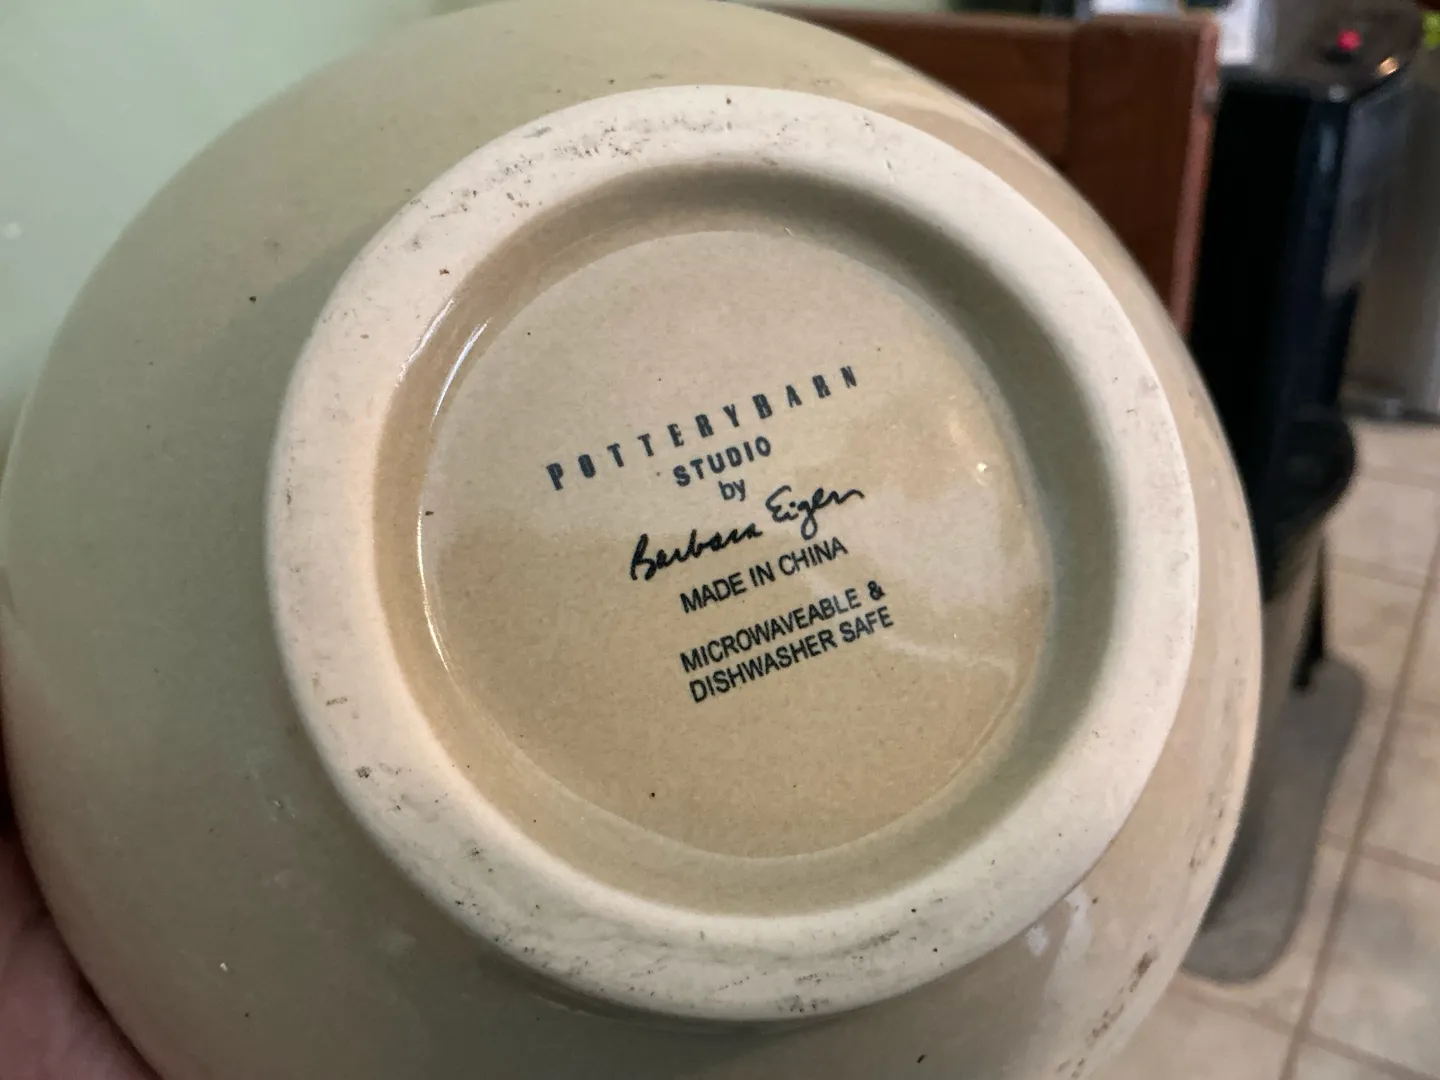 POTTERYBARN
STUDIO
by
Barbara Eigen
MADE IN CHINA
MICROWAVEABLE &
DISHWASHER SAFE